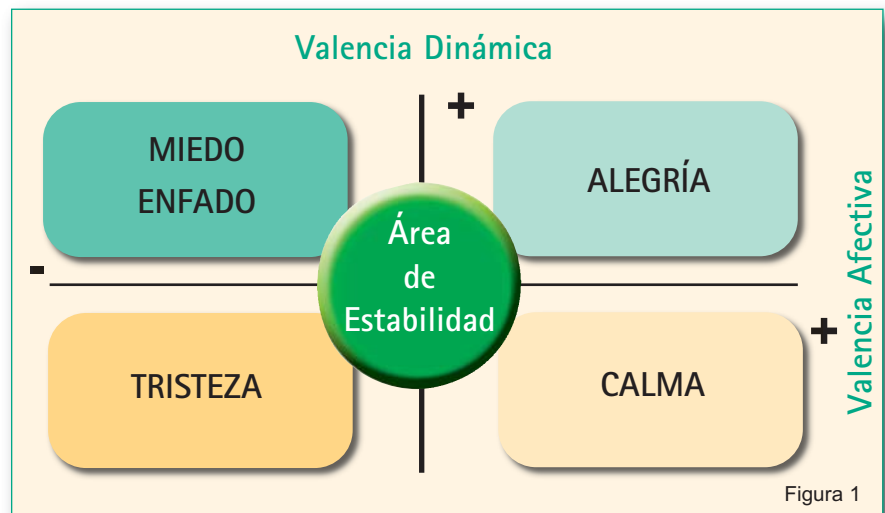 Valencia Dinámica
+
MIEDO
ENFADO
ALEGRÍA
Área
de
Estabilidad
-
+
Valencia Afectiva
TRISTEZA
CALMA
Figura 1